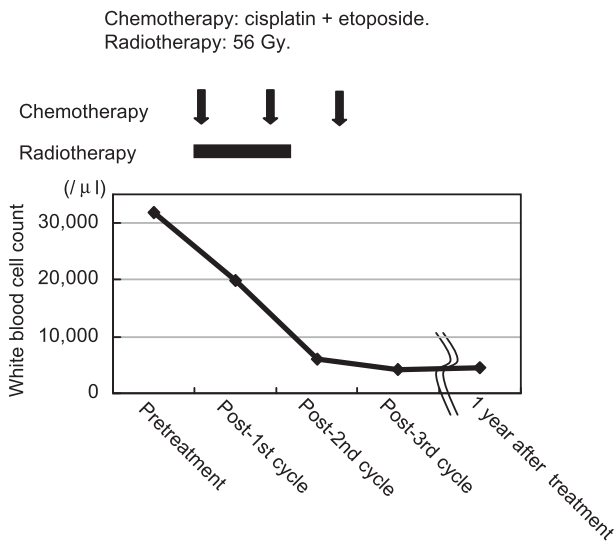 Chemotherapy: cisplatin + etoposide.
Radiotherapy: 56 Gy.
Chemotherapy
Radiotherapy
(/μl)
White blood cell count
30,000
20,000
10,000
0
Pretreatment
Post-1st cycle
Post-2nd cycle
Post-3rd cycle
1 year after treatment